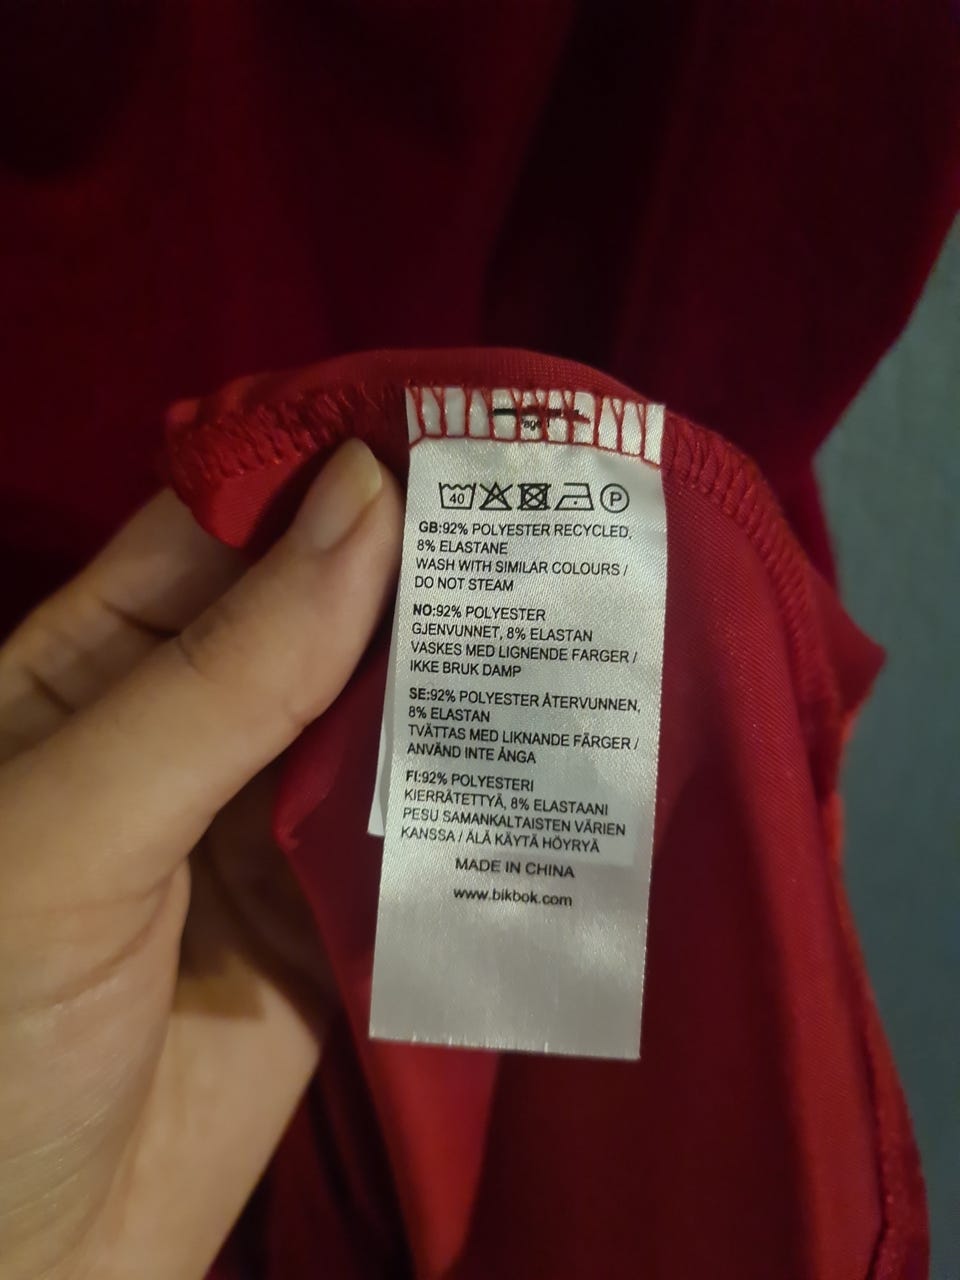 Page 1
40 P
GB:92% POLYESTER RECYCLED,
8% ELASTANE
WASH WITH SIMILAR COLOURS /
DO NOT STEAM
NO:92% POLYESTER
GJENVUNNET, 8% ELASTAN
VASKES MED LIGNENDE FARGER /
IKKE BRUK DAMP
SE:92% POLYESTER ÅTERVUNNEN,
8% ELASTAN
TVÄTTAS MED LIKNANDE FÄRGER /
ANVÄND INTE ÅNGA
FI:92% POLYESTERI
KIERRÄTETTYÄ, 8% ELASTAANI
PESU SAMANKALTAISTEN VÄRIEN
KANSSA / ÄLÄ KÄYTÄ HÖYRYÄ
MADE IN CHINA
www.bikbok.com